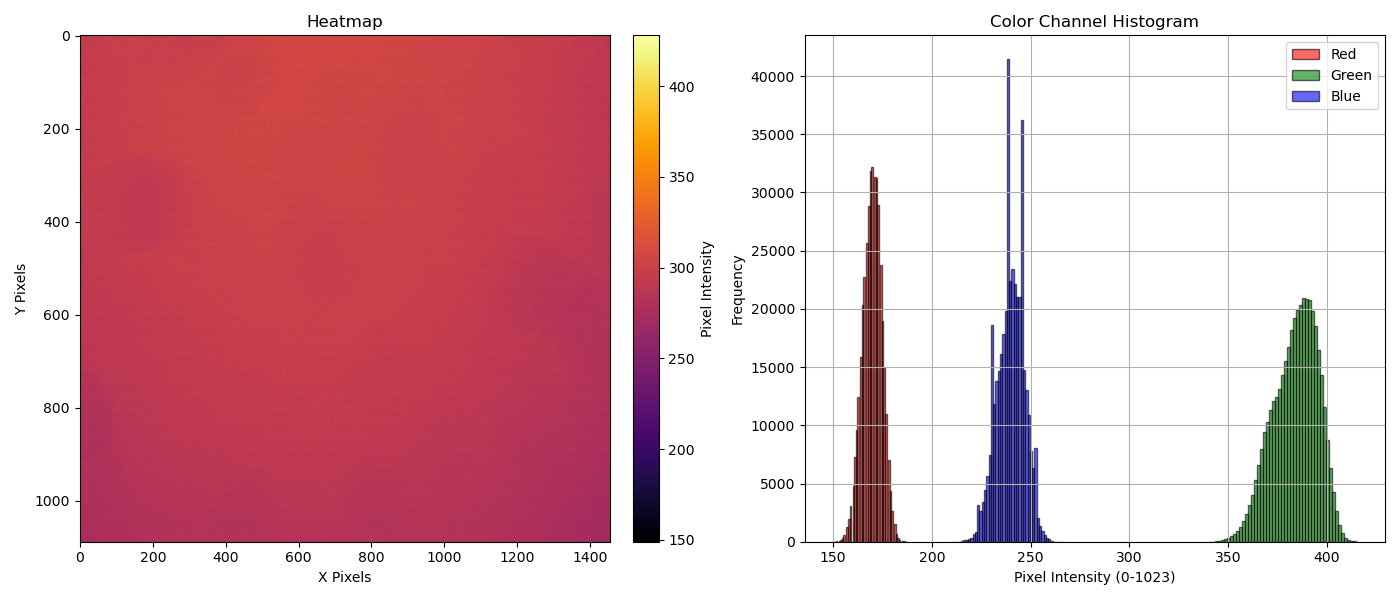 Heatmap
0
200
400
600
800
1000
Y Pixels
0 200 400 600 800 1000 1200 1400
X Pixels
400
350
300
250
200
150
Pixel Intensity
Color Channel Histogram
40000
35000
30000
25000
20000
15000
10000
5000
0
Frequency
150 200 250 300 350 400
Pixel Intensity (0-1023)
Red
Green
Blue